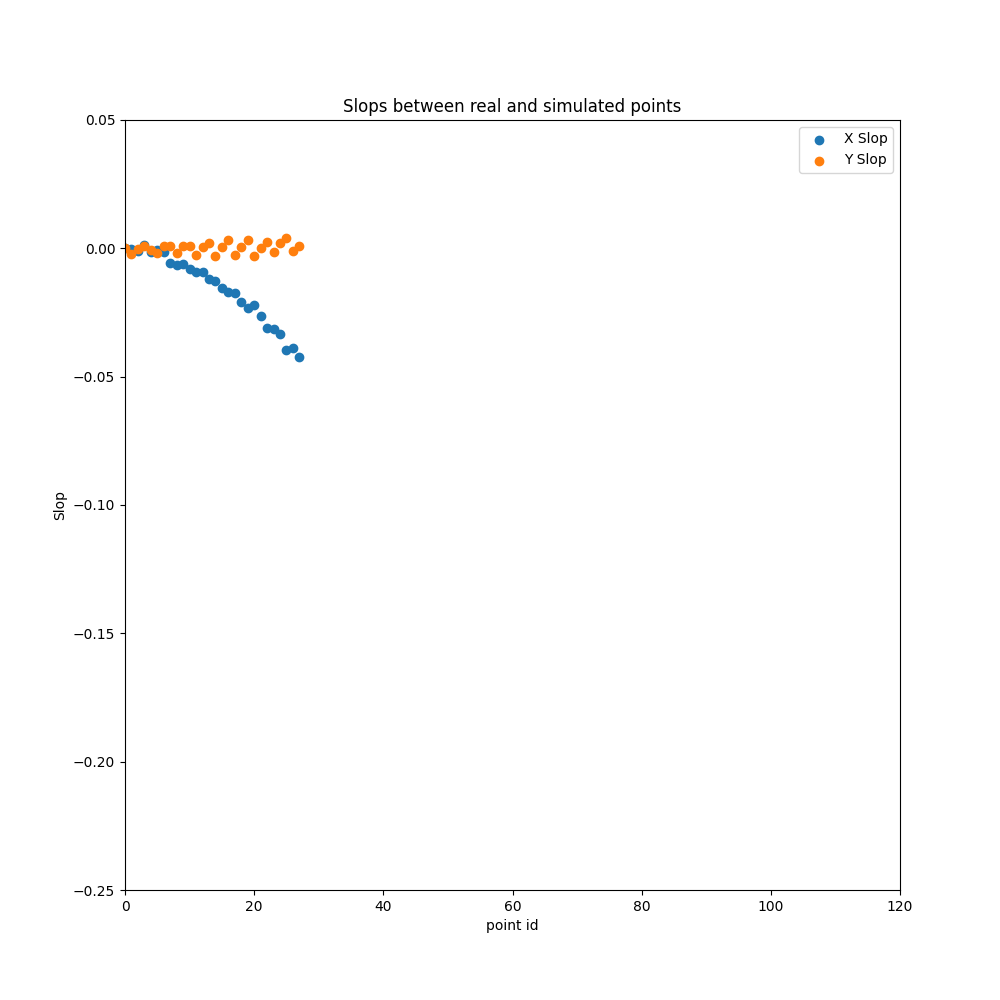 Slops between real and simulated points
X Slop
Y Slop
0.05
0.00
−0.05
−0.10
−0.15
−0.20
−0.25
Slop
0 20 40 60 80 100 120
point id